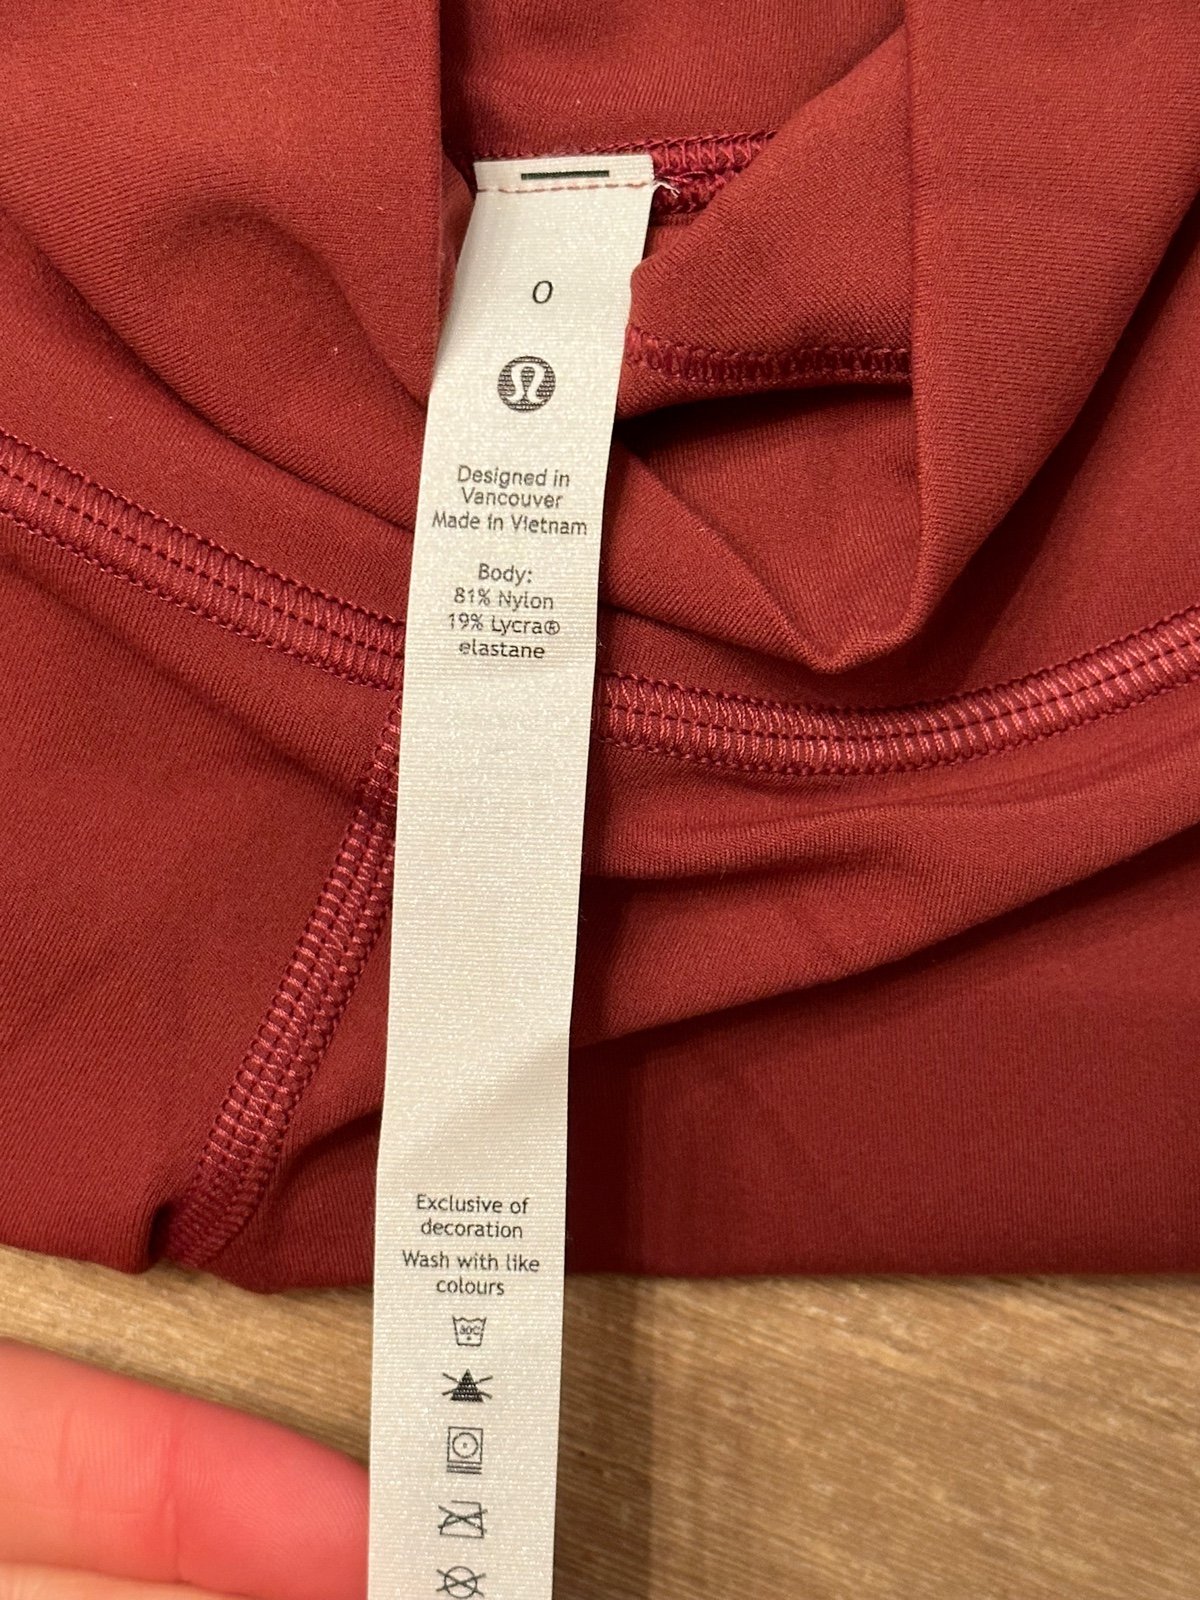 0
Designed in
Vancouver
Made in Vietnam
Body:
81% Nylon
19% Lycra®
elastane
Exclusive of
decoration
Wash with like
colours
30C